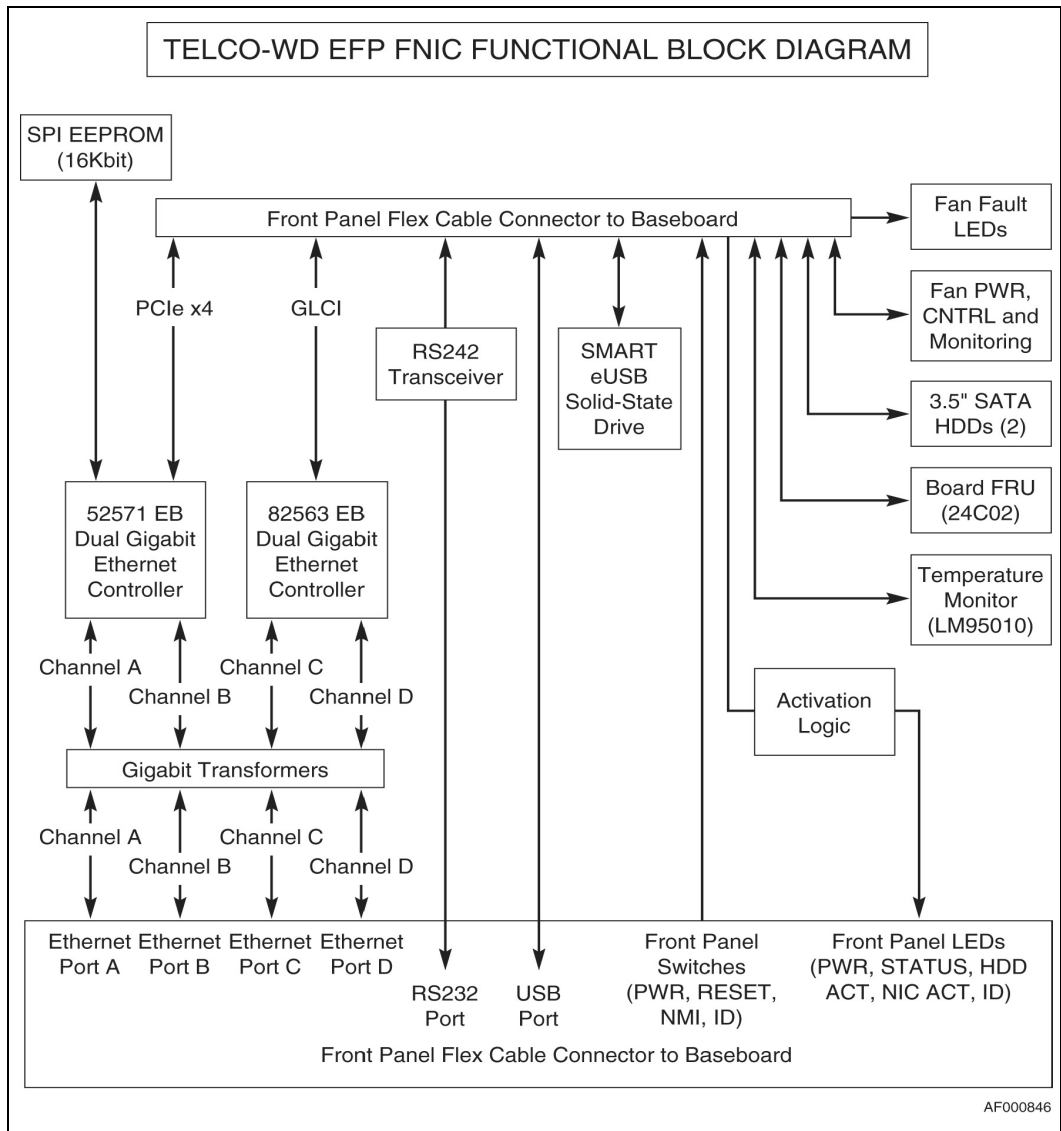 TELCO-WD EFP FNIC FUNCTIONAL BLOCK DIAGRAM
SPI EEPROM
(16Kbit)
Front Panel Flex Cable Connector to Baseboard
Fan Fault
LEDs
PCIe x4
GLCI
RS242
Transceiver
SMART
eUSB
Solid-State
Drive
Fan PWR,
CNTRL and
Monitoring
3.5" SATA
HDDs (2)
Board FRU
(24C02)
Temperature
Monitor
(LM95010)
52571 EB
Dual Gigabit
Ethernet
Controller
82563 EB
Dual Gigabit
Ethernet
Controller
Channel A
Channel B
Channel C
Channel D
Activation
Logic
Gigabit Transformers
Channel A
Channel B
Channel C
Channel D
Ethernet
Port A
Ethernet
Port B
Ethernet
Port C
Ethernet
Port D
RS232
Port
USB
Port
Front Panel
Switches
(PWR, RESET,
NMI, ID)
Front Panel LEDs
(PWR, STATUS, HDD
ACT, NIC ACT, ID)
Front Panel Flex Cable Connector to Baseboard
AF000846